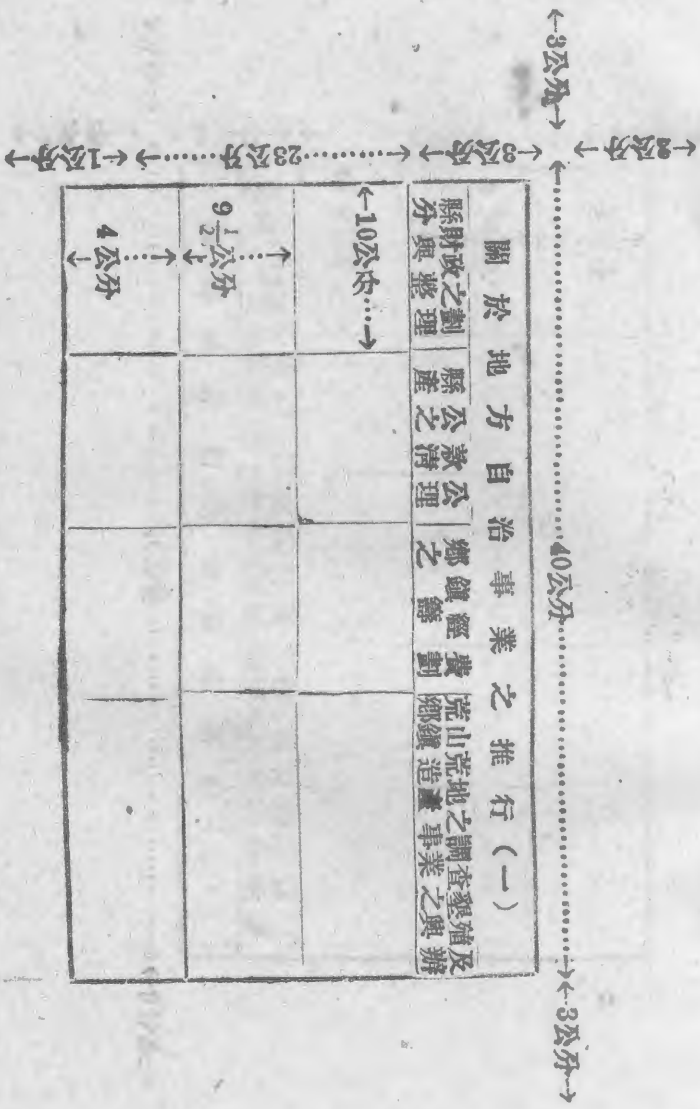 ←3公分→
40公分
←3公分→
←2公分→
←3公分→
23公分
←1公分→
關於地方自治事業之推行(一)
縣財政之劃
分與整理
縣公款公
產之清理
鄉鎮經費
之籌劃
荒山荒地之調查墾殖及
鄉鎮造產事業之興辦
←10公分→
9½公分
4公分